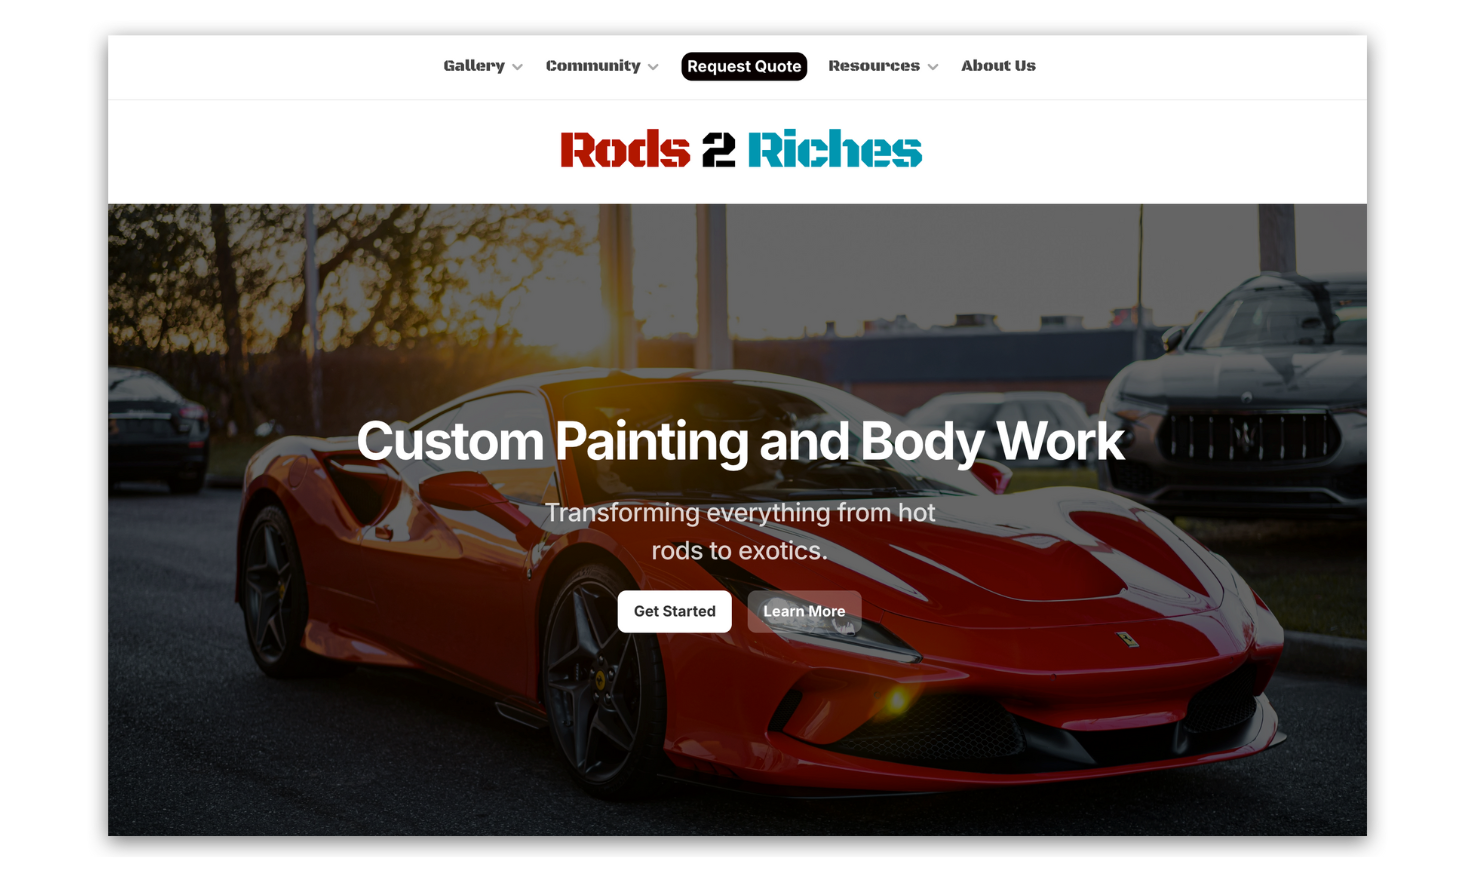 Gallery Community Request Quote Resources About Us
Rods 2 Riches
Custom Painting and Body Work
Transforming everything from hot
rods to exotics.
Get Started Learn More